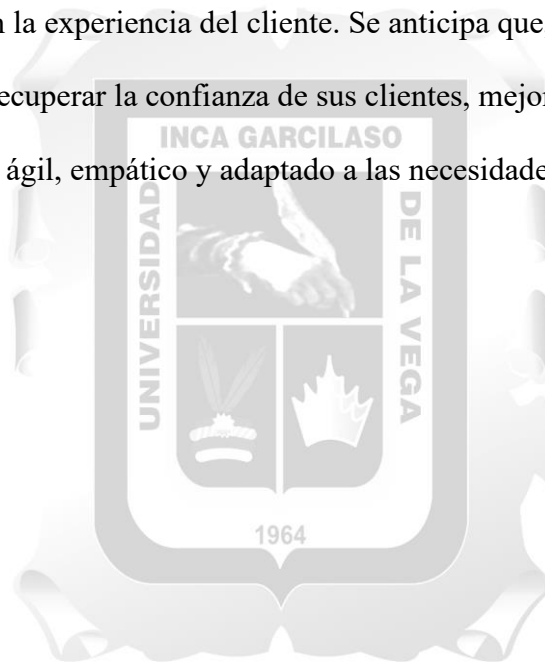 n la experiencia del cliente. Se anticipa que
ecuperar la confianza de sus clientes, mejor
ágil, empático y adaptado a las necesidade
INCA GARCILASO
UNIVERSIDAD
DE LA VEGA
1964